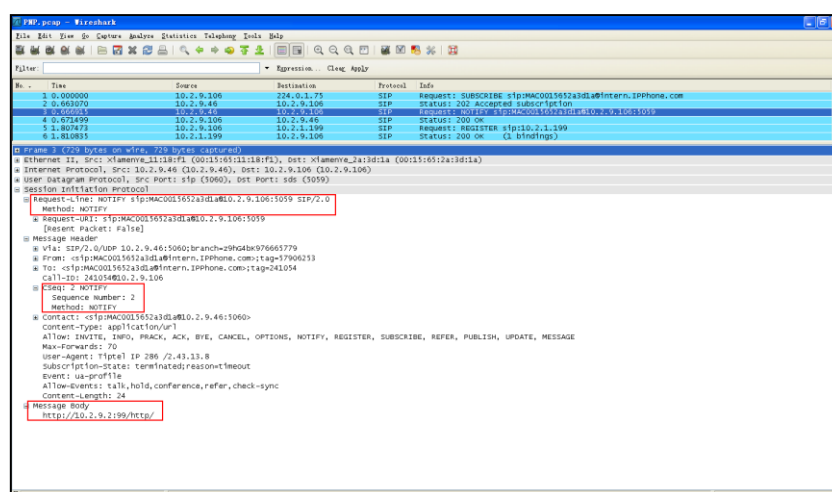 PNP.pcap - Wireshark
File Edit View Go Capture Analyze Statistics Telephony Tools Help
Filter: Expression... Clear Apply
No. . Time Source Destination Protocol Info
1 0.000000 10.2.9.106 224.0.1.75 SIP Request: SUBSCRIBE sip:MAC0015652a3d1a@intern.IPPhone.com
2 0.663070 10.2.9.46 10.2.9.106 SIP Status: 202 Accepted subscription
3 0.666915 10.2.9.46 10.2.9.106 SIP Request: NOTIFY sip:MAC0015652a3d1a@10.2.9.106:5059
4 0.671499 10.2.9.106 10.2.9.46 SIP Status: 200 OK
5 1.807473 10.2.9.106 10.2.1.199 SIP Request: REGISTER sip:10.2.1.199
6 1.810835 10.2.1.199 10.2.9.106 SIP Status: 200 OK (1 bindings)
Frame 3 (729 bytes on wire, 729 bytes captured)
Ethernet II, Src: XiamenYe_11:18:f1 (00:15:65:11:18:f1), Dst: XiamenYe_2a:3d:1a (00:15:65:2a:3d:1a)
Internet Protocol, Src: 10.2.9.46 (10.2.9.46), Dst: 10.2.9.106 (10.2.9.106)
User Datagram Protocol, Src Port: sip (5060), Dst Port: sds (5059)
Session Initiation Protocol
Request-Line: NOTIFY sip:MAC0015652a3d1a@10.2.9.106:5059 SIP/2.0
Method: NOTIFY
Request-URI: sip:MAC0015652a3d1a@10.2.9.106:5059
[Resent Packet: False]
Message Header
Via: SIP/2.0/UDP 10.2.9.46:5060;branch=z9hG4bK976665779
From: <sip:MAC0015652a3d1a@intern.IPPhone.com>;tag=57906253
To: <sip:MAC0015652a3d1a@intern.IPPhone.com>;tag=241054
Call-ID: 241054@10.2.9.106
CSeq: 2 NOTIFY
Sequence Number: 2
Method: NOTIFY
Contact: <sip:MAC0015652a3d1a@10.2.9.46:5060>
Content-Type: application/url
Allow: INVITE, INFO, PRACK, ACK, BYE, CANCEL, OPTIONS, NOTIFY, REGISTER, SUBSCRIBE, REFER, PUBLISH, UPDATE, MESSAGE
Max-Forwards: 70
User-Agent: Tiptel IP 286 /2.43.13.8
Subscription-State: terminated;reason=timeout
Event: ua-profile
Allow-Events: talk,hold,conference,refer,check-sync
Content-Length: 24
Message Body
http://10.2.9.2:99/http/